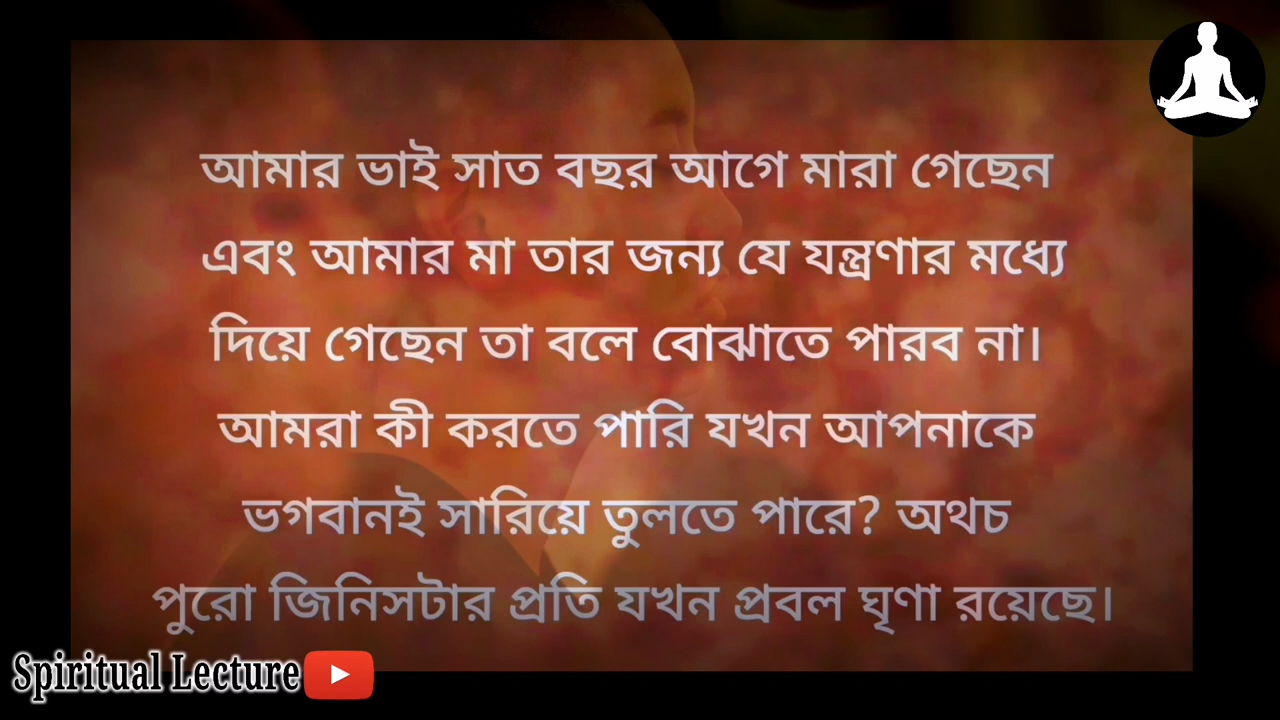 আমার ভাই সাত বছর আগে মারা গেছেন
এবং আমার মা তার জন্য যে যন্ত্রণার মধ্যে
দিয়ে গেছেন তা বলে বোঝাতে পারব না।
আমরা কী করতে পারি যখন আপনাকে
ভগবানই সারিয়ে তুলতে পারে? অথচ
পুরো জিনিসটার প্রতি যখন প্রবল ঘৃণা রয়েছে।
Spiritual Lecture